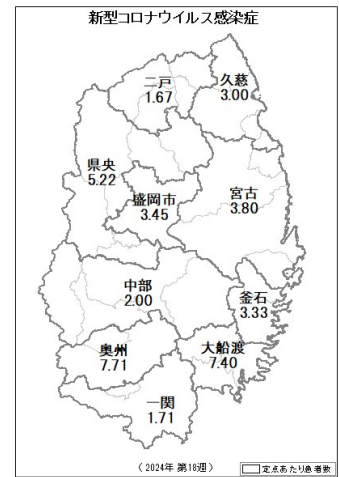 新型コロナウイルス感染症
二戸
1.67
久慈
3.00
県央
5.22
盛岡市
3.45
宮古
3.80
中部
2.00
釜石
3.33
奥州
7.71
大船渡
7.40
一関
1.71
(2024年 第18週)
定点あたり患者数